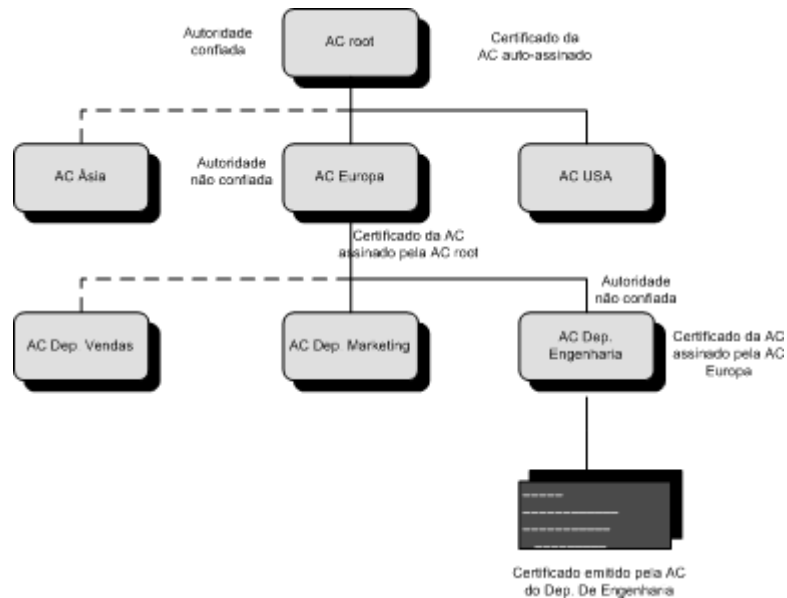 Autoridade
confiada
AC root
Certificado da
AC auto-assinado
AC Ásia
Autoridade
não confiada
AC Europa
AC USA
Certificado da AC
assinado pela AC root
Autoridade
não confiada
AC Dep. Vendas
AC Dep. Marketing
AC Dep.
Engenharia
Certificado da AC
assinado pela AC
Europa
Certificado emitido pela AC
do Dep. De Engenharia